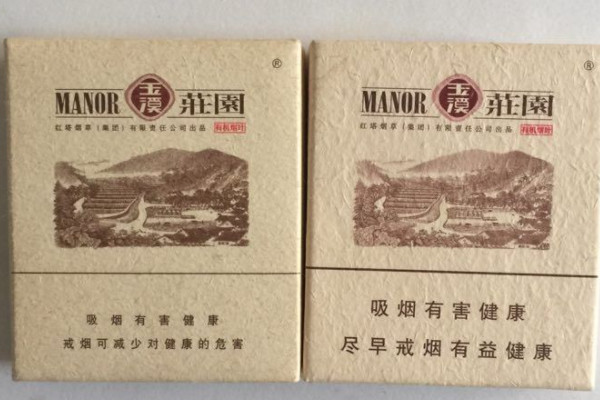 MANOR 玉溪 莊園 ®
红塔烟草(集团)有限责任公司出品 有机烟叶
吸烟有害健康
戒烟可减少对健康的危害
MANOR 玉溪 莊園 ®
红塔烟草(集团)有限责任公司出品 有机烟叶
吸烟有害健康
尽早戒烟有益健康